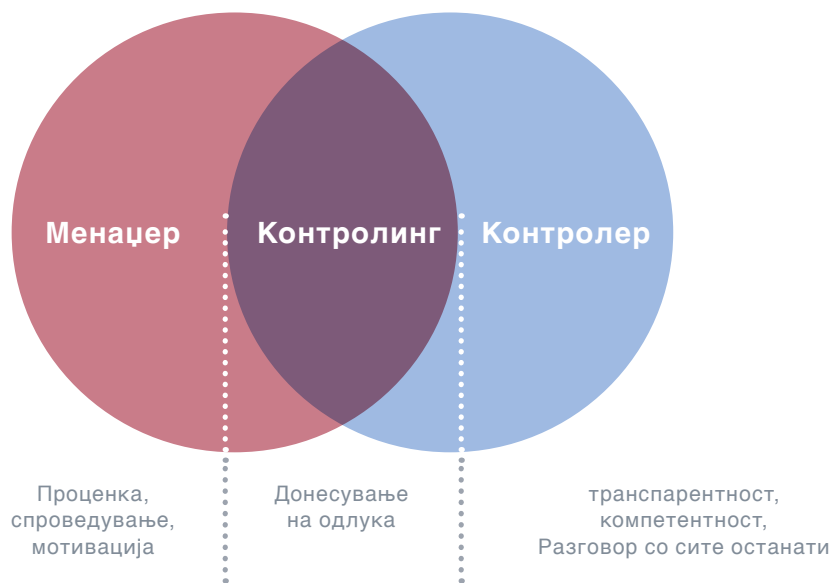 Менаџер
Контролинг
Контролер
Проценка,
спроведување,
мотивација
Донесување
на одлука
транспарентност,
компетентност,
Разговор со сите останати